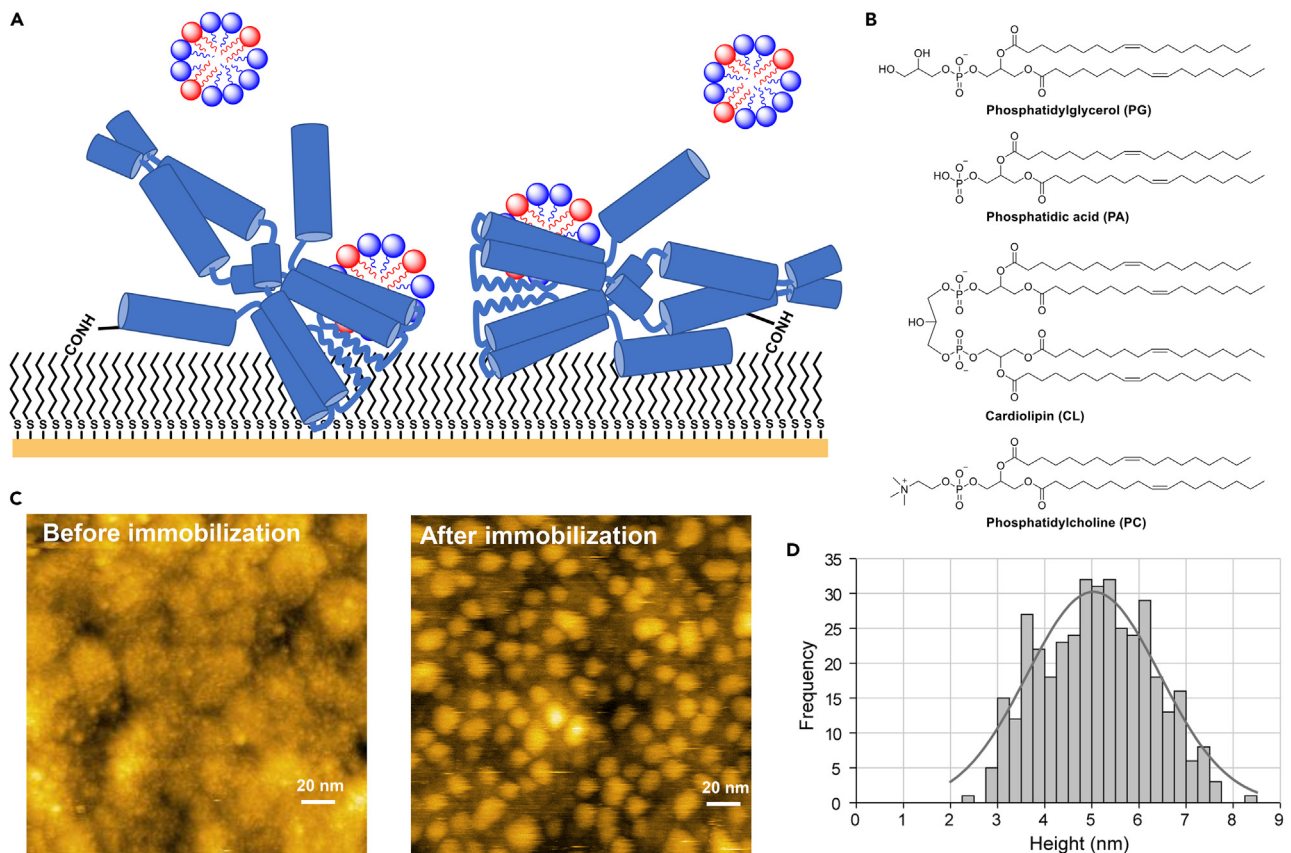 A
CONH
CONH
S S S S S S S S S S S S S S S S S S S S S S S S S S S S S S S S S S S S S S S S S S S S S S
B
O
OH
O
O⁻
HO
O
P
O
O
O
O
Phosphatidylglycerol (PG)
O
O⁻
O
HO
P
O
O
O
O
Phosphatidic acid (PA)
O
O⁻
O
O
P
O
O
O
O
HO
O⁻
O
O
P
O
O
O
O
Cardiolipin (CL)
O
O⁻
O
N⁺
O
P
O
O
O
O
Phosphatidylcholine (PC)
C
Before immobilization
20 nm
After immobilization
20 nm
D
35
30
25
20
15
10
5
0
Frequency
0 1 2 3 4 5 6 7 8 9
Height (nm)